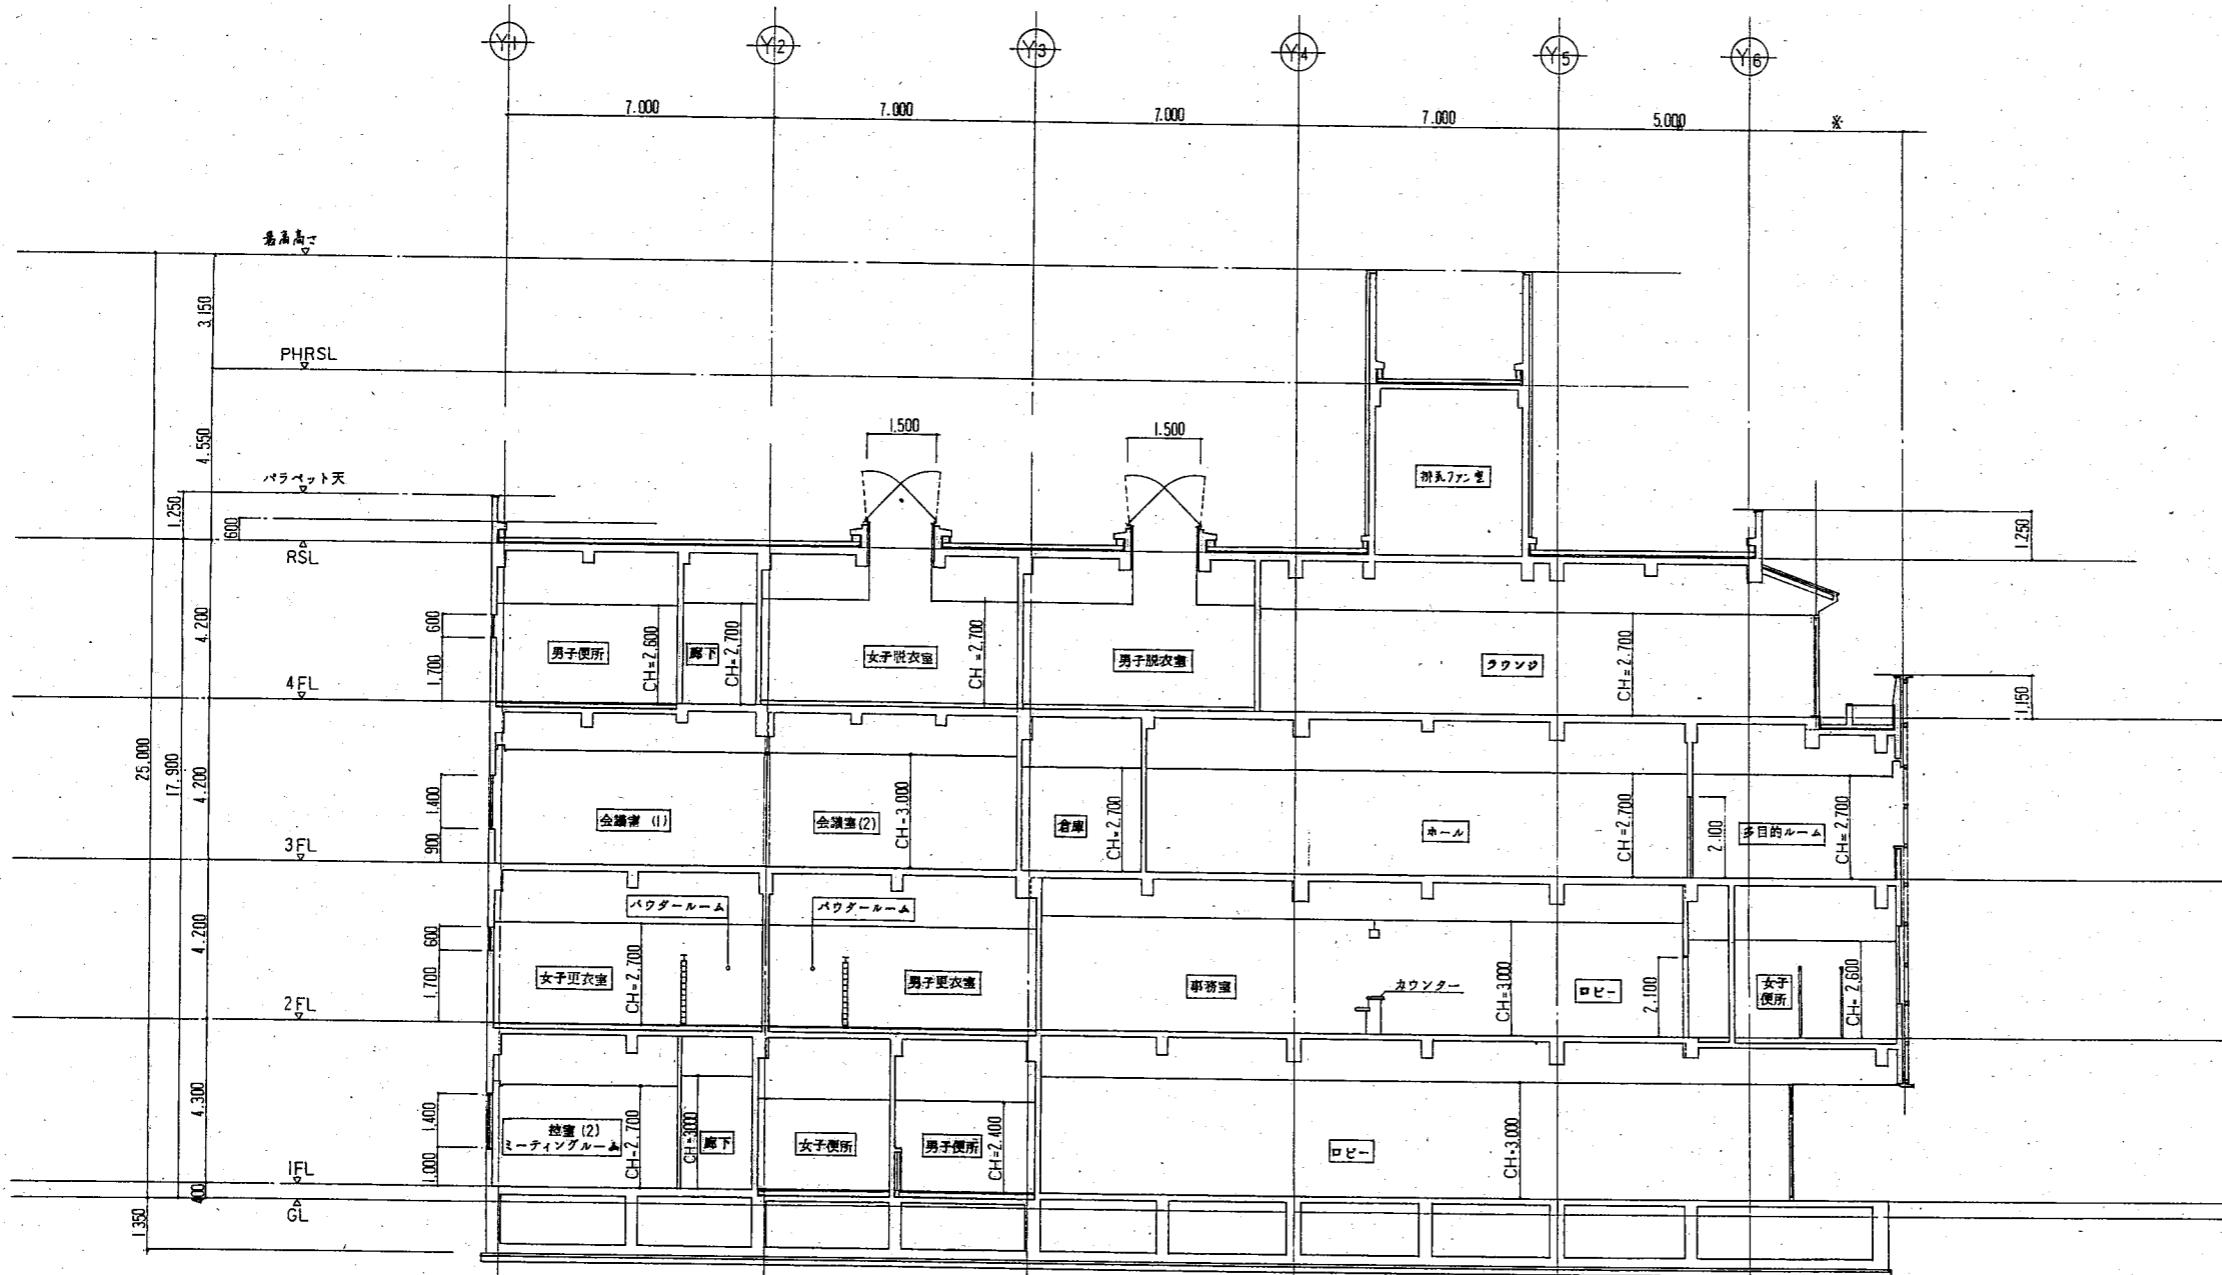 Y1 Y2 Y3 Y4 Y5 Y6
7.000 7.000 7.000 7.000 5.000 ※
最高高さ
3.150
PHRSL
4.550
1.500 1.500
パラペット天
排気ファン室
1.250
600
RSL
1.250
4.200
600
1.700
男子便所
CH=2.600
廊下
CH=2.700
女子脱衣室
CH=2.700
男子脱衣室
ラウンジ
CH=2.700
4FL
1.150
25.000
17.900
4.200
1.400
900
会議室(1)
会議室(2)
CH=3.000
倉庫
CH=2.700
ホール
CH=2.700
2.100
多目的ルーム
CH=2.700
3FL
パウダールーム
パウダールーム
4.200
600
1.700
女子更衣室
CH=2.700
男子更衣室
事務室
カウンター
CH=3.000
ロビー
2.100
女子
便所
CH=2.600
2FL
4.300
1.400
1.000
控室(2)
ミーティングルーム
CH=2.700
CH=3.000
廊下
女子便所
男子便所
CH=2.400
ロビー
CH=3.000
1FL
400
GL
1.350